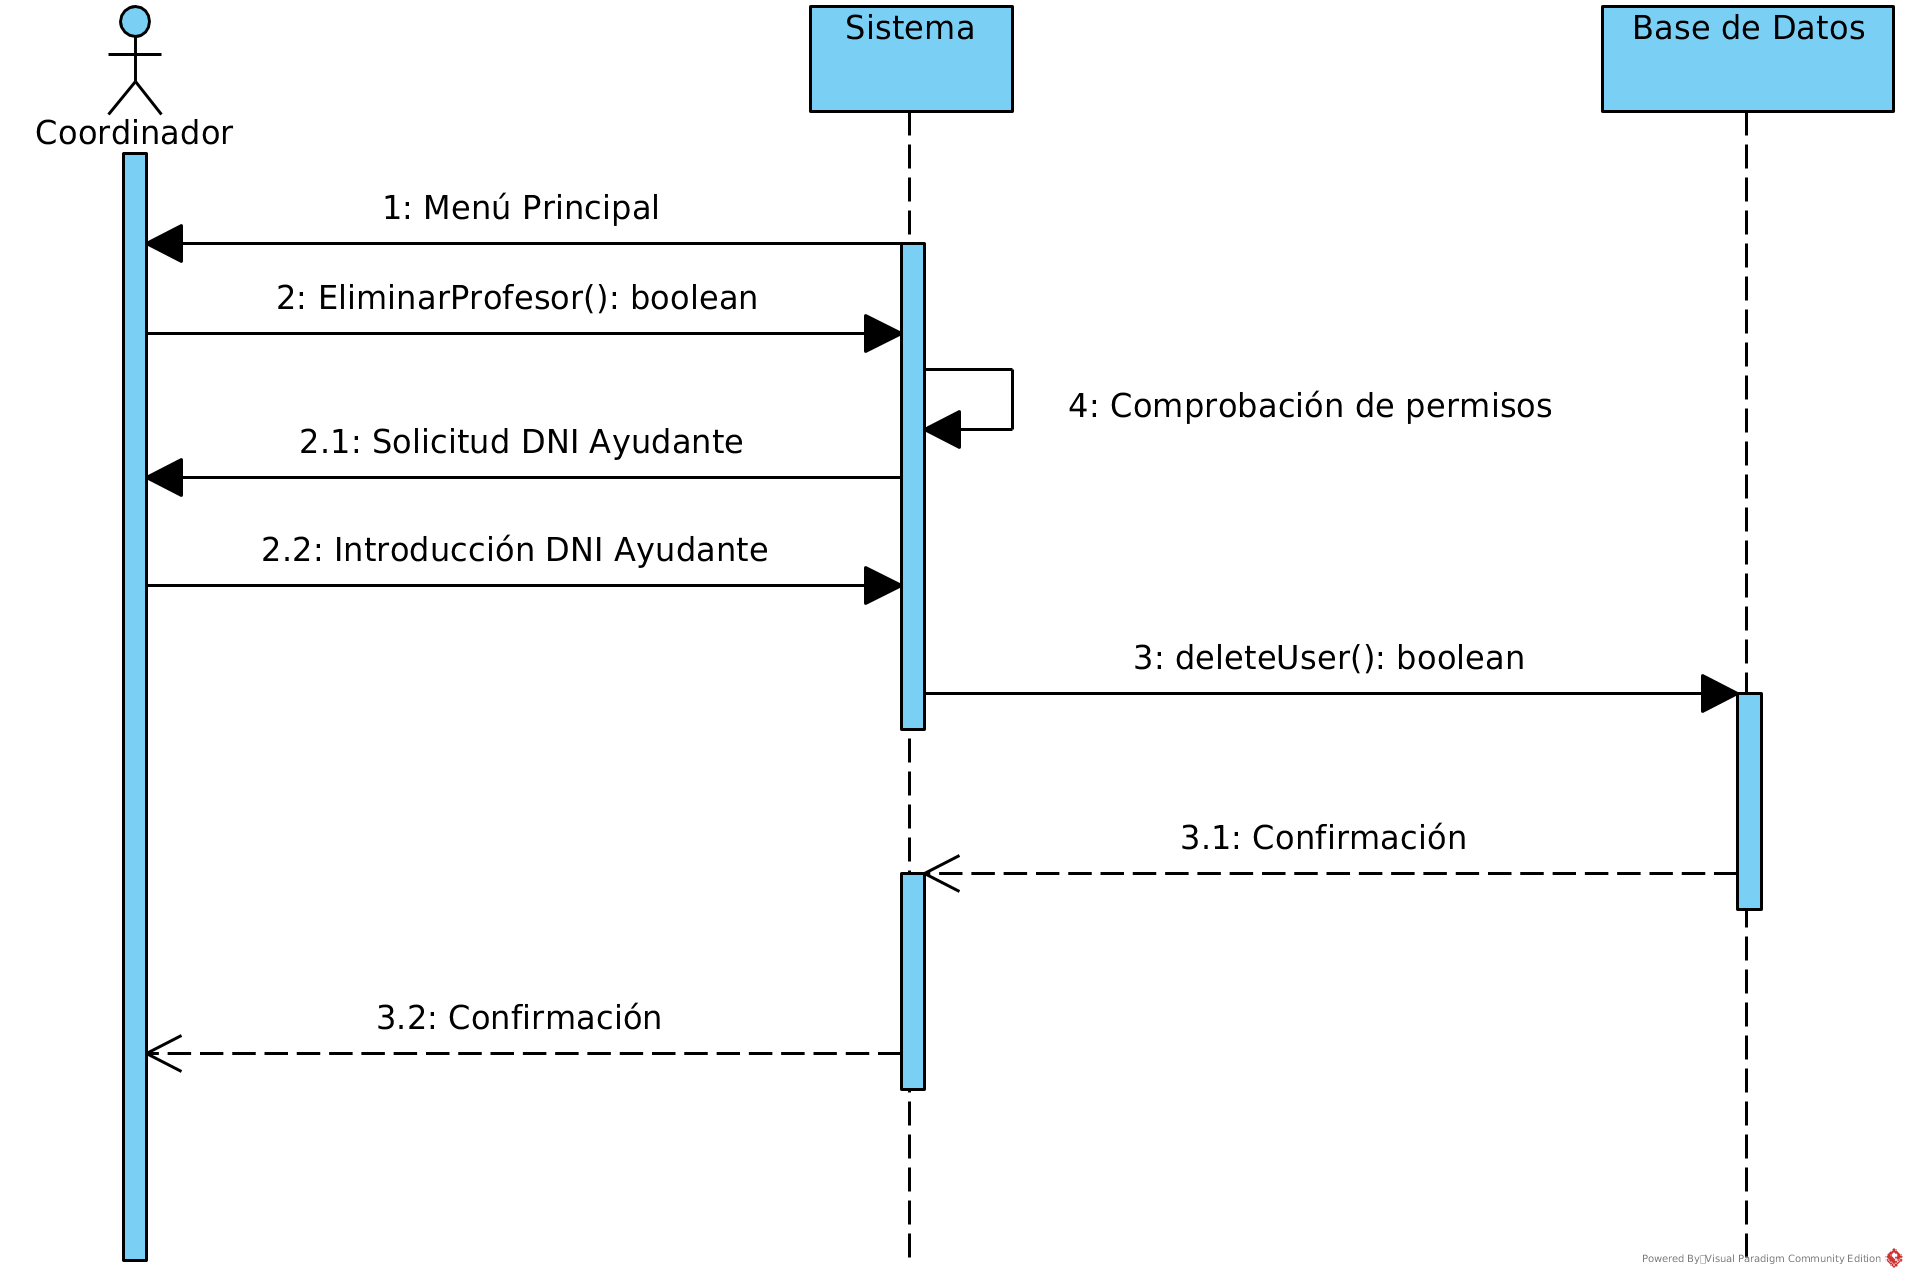 Coordinador
Sistema
Base de Datos
1: Menú Principal
2: EliminarProfesor(): boolean
4: Comprobación de permisos
2.1: Solicitud DNI Ayudante
2.2: Introducción DNI Ayudante
3: deleteUser(): boolean
3.1: Confirmación
3.2: Confirmación
Powered By Visual Paradigm Community Edition